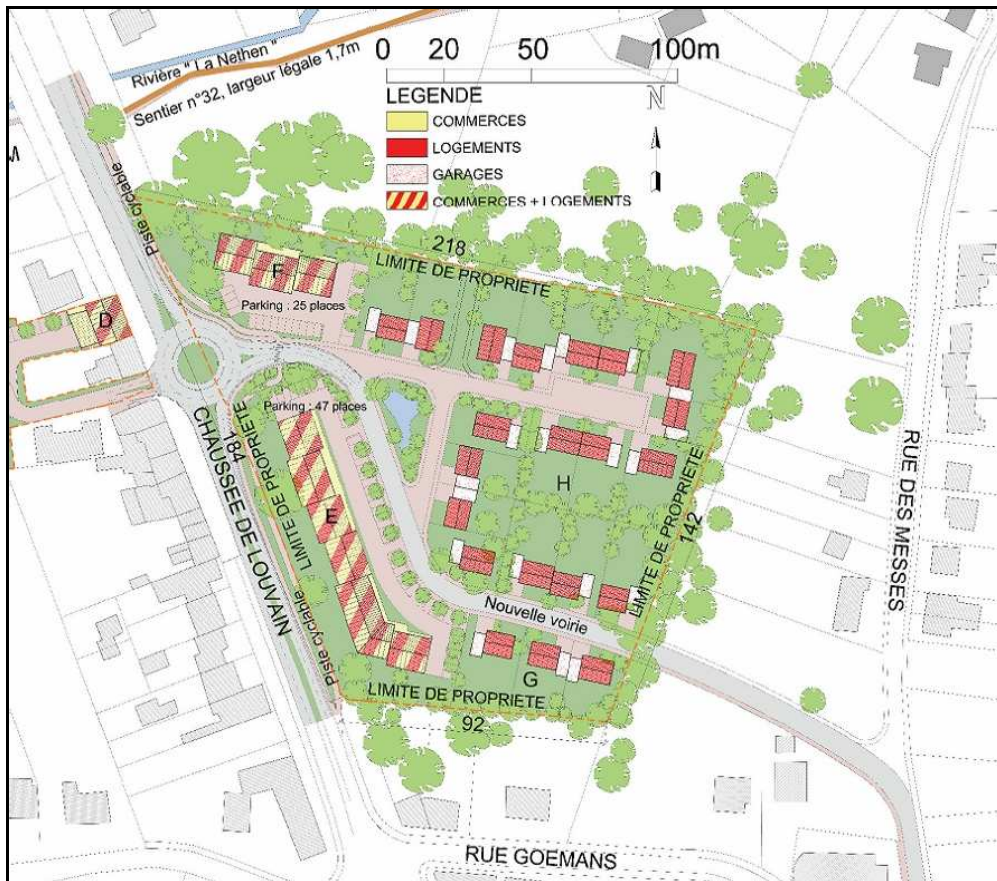 0 20 50 100m
Rivière " La Nethen "
Sentier n°32, largeur légale 1,7m
LEGENDE
N
COMMERCES
LOGEMENTS
GARAGES
COMMERCES + LOGEMENTS
M
Piste cyclable
218
LIMITE DE PROPRIETE
F
Parking : 25 places
D
Parking : 47 places
CHAUSSEE DE LOUVAIN
184
LIMITE DE PROPRIETE
E
H
LIMITE DE PROPRIETE
142
RUE DES MESSES
Nouvelle voirie
Piste cyclable
G
LIMITE DE PROPRIETE
92
RUE GOEMANS